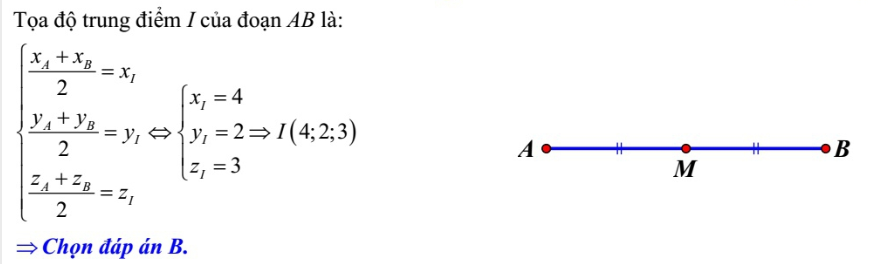 Tọa độ trung điểm I của đoạn AB là:
{ (x_A + x_B)/2 = x_I
(y_A + y_B)/2 = y_I ⇔ { x_I = 4
y_I = 2 ⇒ I(4;2;3)
z_I = 3
(z_A + z_B)/2 = z_I
A M B
⇒ Chọn đáp án B.